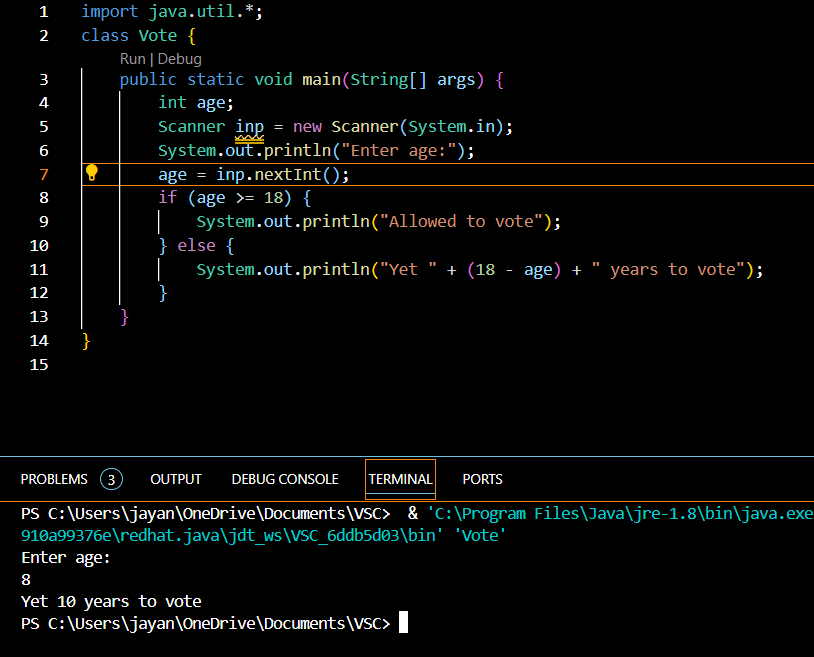 1 import java.util.*;
2 class Vote {
Run | Debug
3 public static void main(String[] args) {
4 int age;
5 Scanner inp = new Scanner(System.in);
6 System.out.println("Enter age:");
7 age = inp.nextInt();
8 if (age >= 18) {
9 System.out.println("Allowed to vote");
10 } else {
11 System.out.println("Yet " + (18 - age) + " years to vote");
12 }
13 }
14 }
15
PROBLEMS 3 OUTPUT DEBUG CONSOLE TERMINAL PORTS
PS C:\Users\jayan\OneDrive\Documents\VSC> & 'C:\Program Files\Java\jre-1.8\bin\java.exe
910a99376e\redhat.java\jdt_ws\VSC_6ddb5d03\bin' 'Vote'
Enter age:
8
Yet 10 years to vote
PS C:\Users\jayan\OneDrive\Documents\VSC>